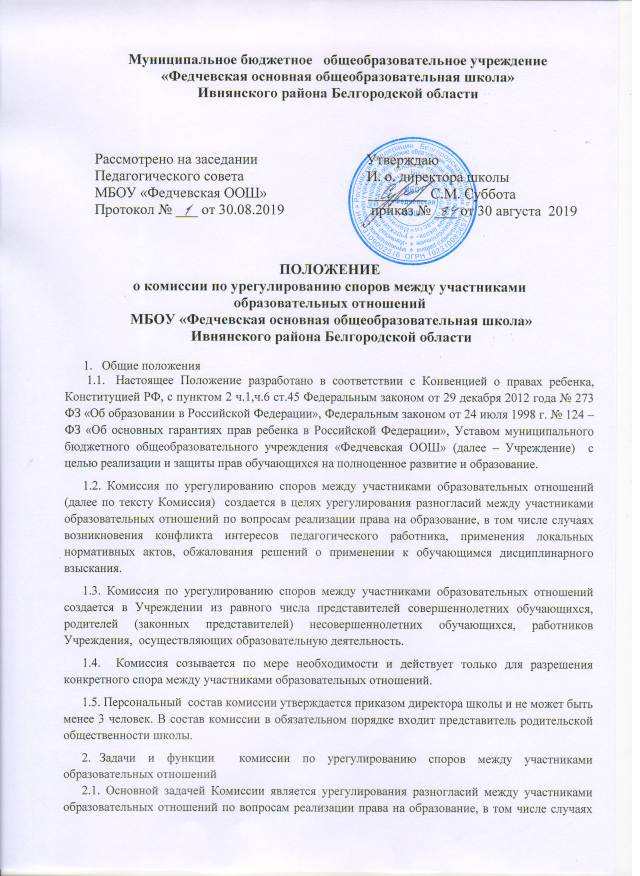 Муниципальное бюджетное общеобразовательное учреждение
«Федчевская основная общеобразовательная школа»
Ивнянского района Белгородской области
Рассмотрено на заседании
Педагогического совета
МБОУ «Федчевская ООШ»
Протокол № 1 от 30.08.2019
Утверждаю
И. о. директора школы
С.М. Суббота
приказ № 84 от 30 августа 2019
ПОЛОЖЕНИЕ
о комиссии по урегулированию споров между участниками
образовательных отношений
МБОУ «Федчевская основная общеобразовательная школа»
Ивнянского района Белгородской области
1. Общие положения
1.1. Настоящее Положение разработано в соответствии с Конвенцией о правах ребенка,
Конституцией РФ, с пунктом 2 ч.1,ч.6 ст.45 Федеральным законом от 29 декабря 2012 года № 273
ФЗ «Об образовании в Российской Федерации», Федеральным законом от 24 июля 1998 г. № 124 –
ФЗ «Об основных гарантиях прав ребенка в Российской Федерации», Уставом муниципального
бюджетного общеобразовательного учреждения «Федчевская ООШ» (далее – Учреждение) с
целью реализации и защиты прав обучающихся на полноценное развитие и образование.
1.2. Комиссия по урегулированию споров между участниками образовательных отношений
(далее по тексту Комиссия) создается в целях урегулирования разногласий между участниками
образовательных отношений по вопросам реализации права на образование, в том числе случаях
возникновения конфликта интересов педагогического работника, применения локальных
нормативных актов, обжалования решений о применении к обучающимся дисциплинарного
взыскания.
1.3. Комиссия по урегулированию споров между участниками образовательных отношений
создается в Учреждении из равного числа представителей совершеннолетних обучающихся,
родителей (законных представителей) несовершеннолетних обучающихся, работников
Учреждения, осуществляющих образовательную деятельность.
1.4. Комиссия созывается по мере необходимости и действует только для разрешения
конкретного спора между участниками образовательных отношений.
1.5. Персональный состав комиссии утверждается приказом директора школы и не может быть
менее 3 человек. В состав комиссии в обязательном порядке входит представитель родительской
общественности школы.
2. Задачи и функции комиссии по урегулированию споров между участниками
образовательных отношений
2.1. Основной задачей Комиссии является урегулирования разногласий между участниками
образовательных отношений по вопросам реализации права на образование, в том числе случаях